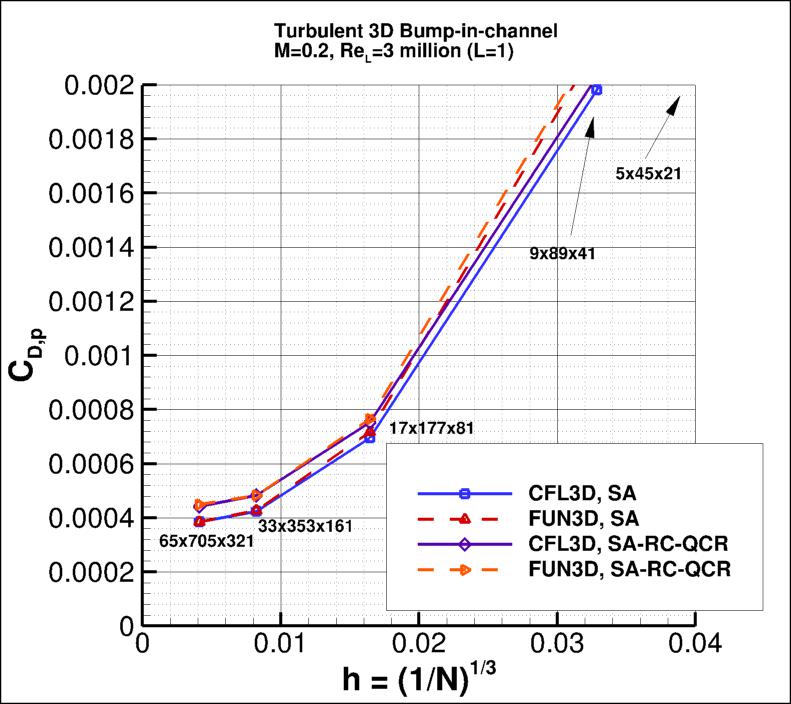 Turbulent 3D Bump-in-channel
M=0.2, Re_L=3 million (L=1)
C_D,p
0.002
0.0018
0.0016
0.0014
0.0012
0.001
0.0008
0.0006
0.0004
0.0002
0
5x45x21
9x89x41
17x177x81
33x353x161
65x705x321
CFL3D, SA
FUN3D, SA
CFL3D, SA-RC-QCR
FUN3D, SA-RC-QCR
0 0.01 0.02 0.03 0.04
h = (1/N)^1/3